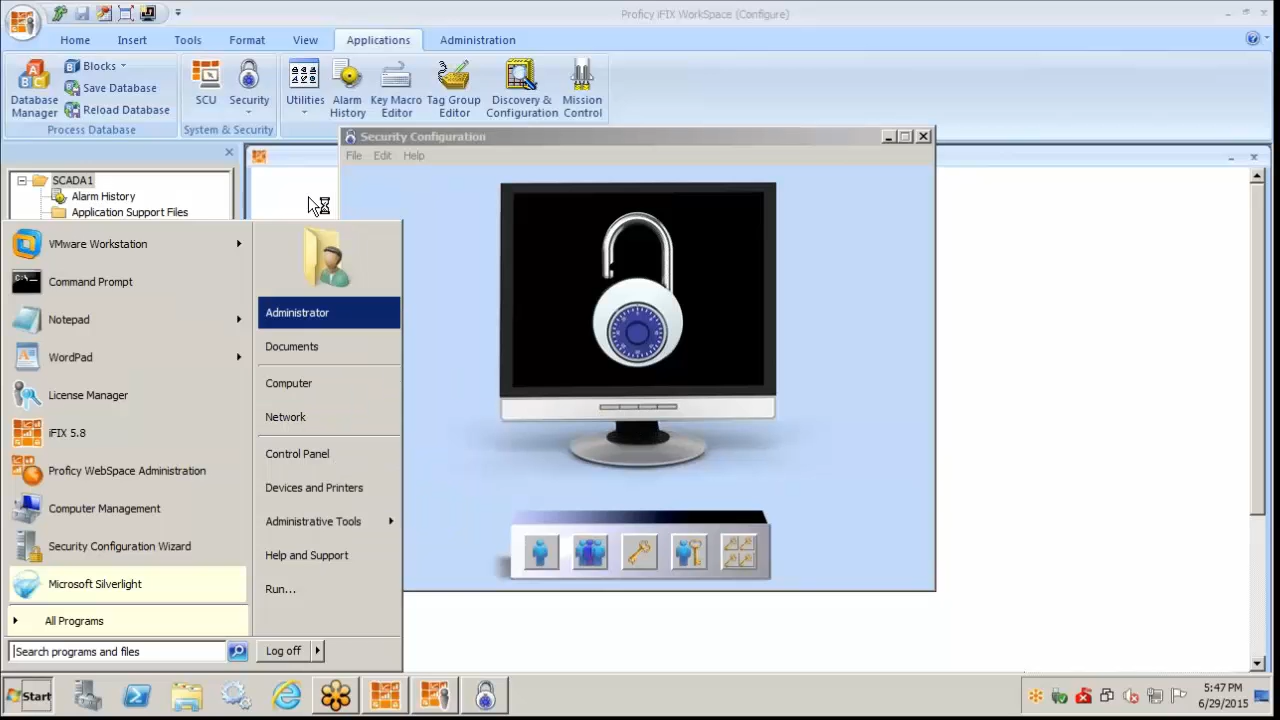 Proficy iFIX WorkSpace (Configure)
Home Insert Tools Format View Applications Administration
Database Manager
Blocks
Save Database
Reload Database
SCU
Security
Utilities
Alarm History
Key Macro Editor
Tag Group Editor
Discovery & Configuration
Mission Control
Process Database
System & Security
Security Configuration
File Edit Help
SCADA1
Alarm History
Application Support Files
VMware Workstation
Command Prompt
C:\_
Notepad
WordPad
License Manager
iFIX 5.8
Proficy WebSpace Administration
Computer Management
Security Configuration Wizard
Microsoft Silverlight
All Programs
Search programs and files
Administrator
Documents
Computer
Network
Control Panel
Devices and Printers
Administrative Tools
Help and Support
Run...
Log off
Start
5:47 PM
6/29/2015